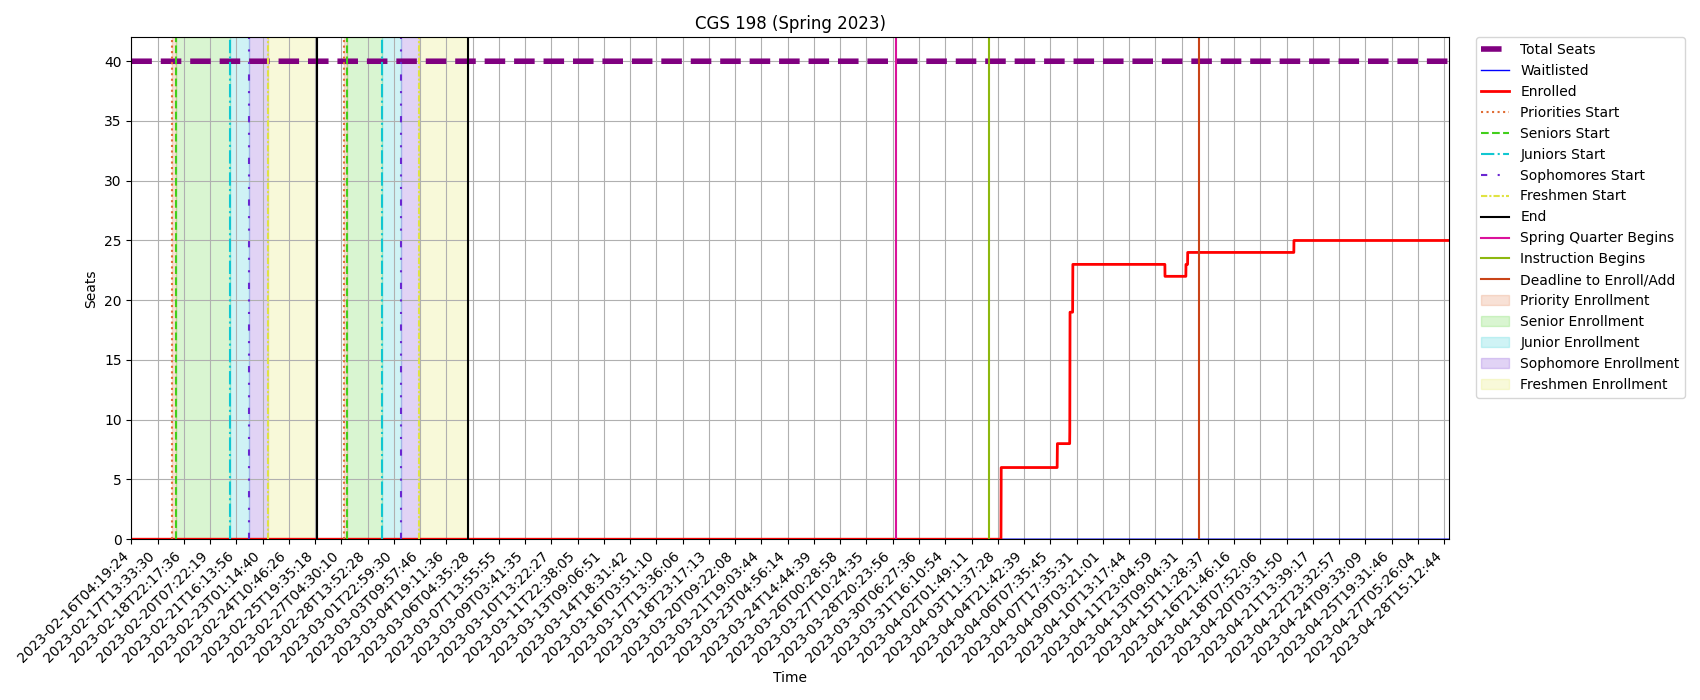 CGS 198 (Spring 2023)
40
35
30
25
20
15
10
5
0
Seats
2023-02-16T04:19:24
2023-02-17T13:33:30
2023-02-18T22:17:36
2023-02-20T07:22:19
2023-02-21T16:13:56
2023-02-23T01:14:40
2023-02-24T10:46:26
2023-02-25T19:35:18
2023-02-27T04:30:10
2023-02-28T13:52:28
2023-03-01T22:59:30
2023-03-03T09:57:46
2023-03-04T19:11:36
2023-03-06T04:35:28
2023-03-07T13:55:55
2023-03-09T03:41:35
2023-03-10T13:22:27
2023-03-11T22:38:05
2023-03-13T09:06:51
2023-03-14T18:31:42
2023-03-16T03:51:10
2023-03-17T13:36:06
2023-03-18T23:17:13
2023-03-20T09:22:08
2023-03-21T19:03:44
2023-03-23T04:56:14
2023-03-24T14:44:39
2023-03-26T00:28:58
2023-03-27T10:24:35
2023-03-28T20:23:56
2023-03-30T06:27:36
2023-03-31T16:10:54
2023-04-02T01:49:11
2023-04-03T11:37:28
2023-04-04T21:42:39
2023-04-06T07:35:45
2023-04-07T17:35:31
2023-04-09T03:21:01
2023-04-10T13:17:44
2023-04-11T23:04:59
2023-04-13T09:04:31
2023-04-15T11:28:37
2023-04-16T21:46:16
2023-04-18T07:52:06
2023-04-20T03:31:50
2023-04-21T13:39:17
2023-04-22T23:32:57
2023-04-24T09:33:09
2023-04-25T19:31:46
2023-04-27T05:26:04
2023-04-28T15:12:44
Time
Total Seats
Waitlisted
Enrolled
Priorities Start
Seniors Start
Juniors Start
Sophomores Start
Freshmen Start
End
Spring Quarter Begins
Instruction Begins
Deadline to Enroll/Add
Priority Enrollment
Senior Enrollment
Junior Enrollment
Sophomore Enrollment
Freshmen Enrollment